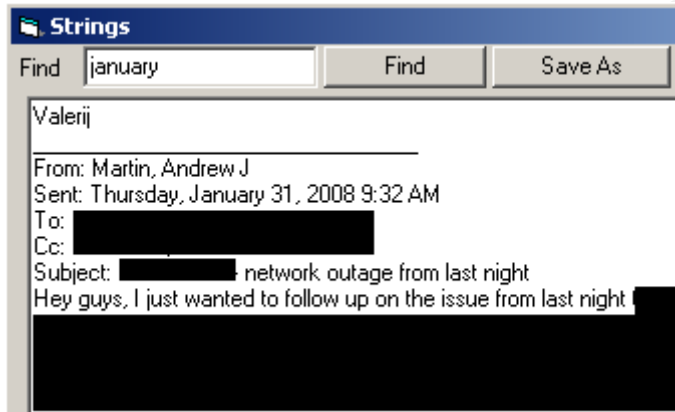 Strings
Find january Find Save As
Valerij
From: Martin, Andrew J
Sent: Thursday, January 31, 2008 9:32 AM
To:
Cc:
Subject: - network outage from last night
Hey guys, I just wanted to follow up on the issue from last night